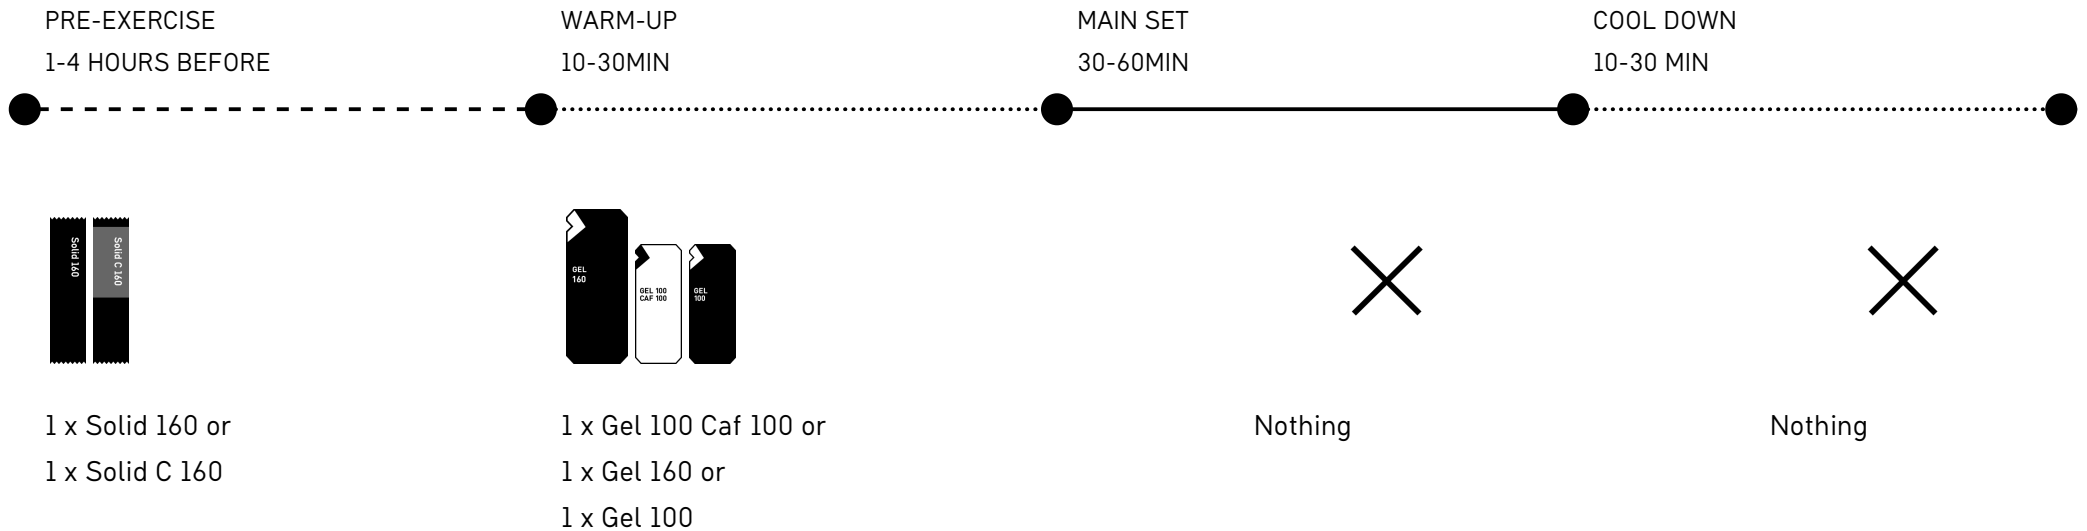 PRE-EXERCISE
1-4 HOURS BEFORE
WARM-UP
10-30MIN
MAIN SET
30-60MIN
COOL DOWN
10-30 MIN
Solid 160
Solid C 160
GEL
160
GEL 100
CAF 100
GEL
100
1 x Solid 160 or
1 x Solid C 160
1 x Gel 100 Caf 100 or
1 x Gel 160 or
1 x Gel 100
Nothing
Nothing